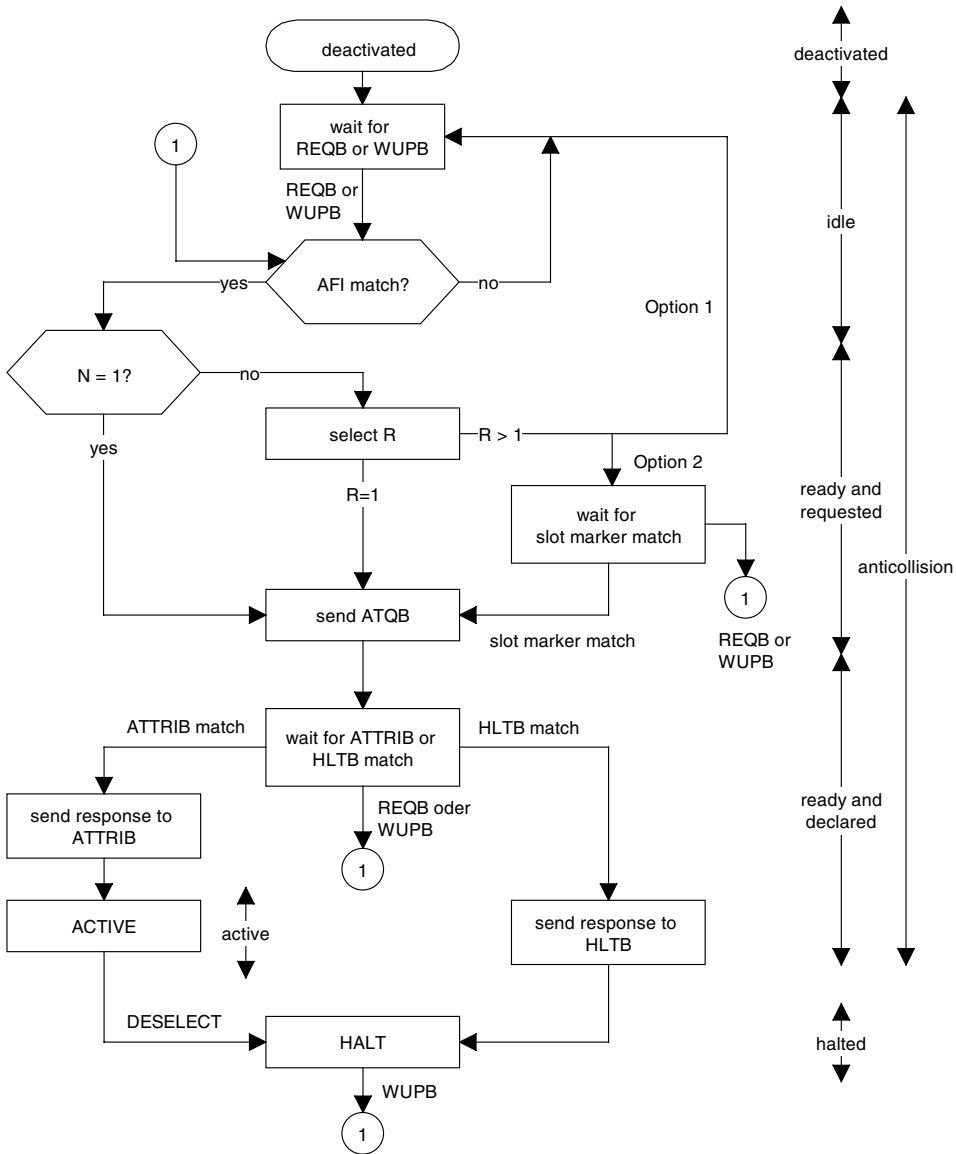 deactivated
deactivated
wait for
REQB or WUPB
1
REQB or
WUPB
idle
AFI match?
yes
no
Option 1
N = 1?
no
select R
R > 1
yes
Option 2
R=1
wait for
slot marker match
ready and
requested
anticollision
send ATQB
1
slot marker match
REQB or
WUPB
ATTRIB match
wait for ATTRIB or
HLTB match
HLTB match
send response to
ATTRIB
REQB oder
WUPB
ready and
declared
1
ACTIVE
active
send response to
HLTB
DESELECT
HALT
halted
WUPB
1